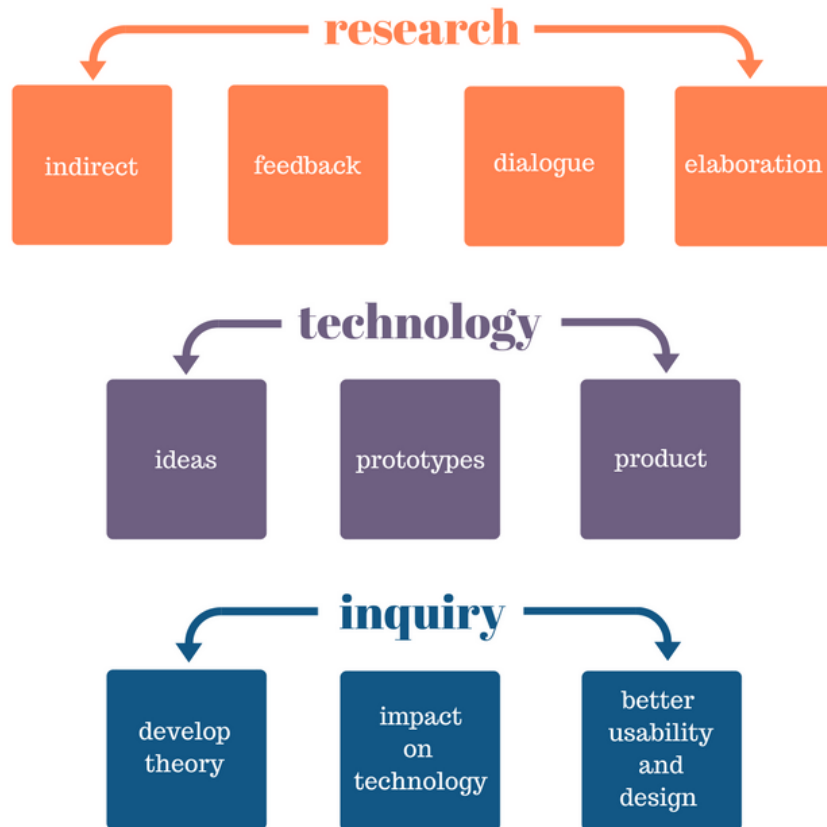 research
indirect
feedback
dialogue
elaboration
technology
ideas
prototypes
product
inquiry
develop
theory
impact
on
technology
better
usability
and
design